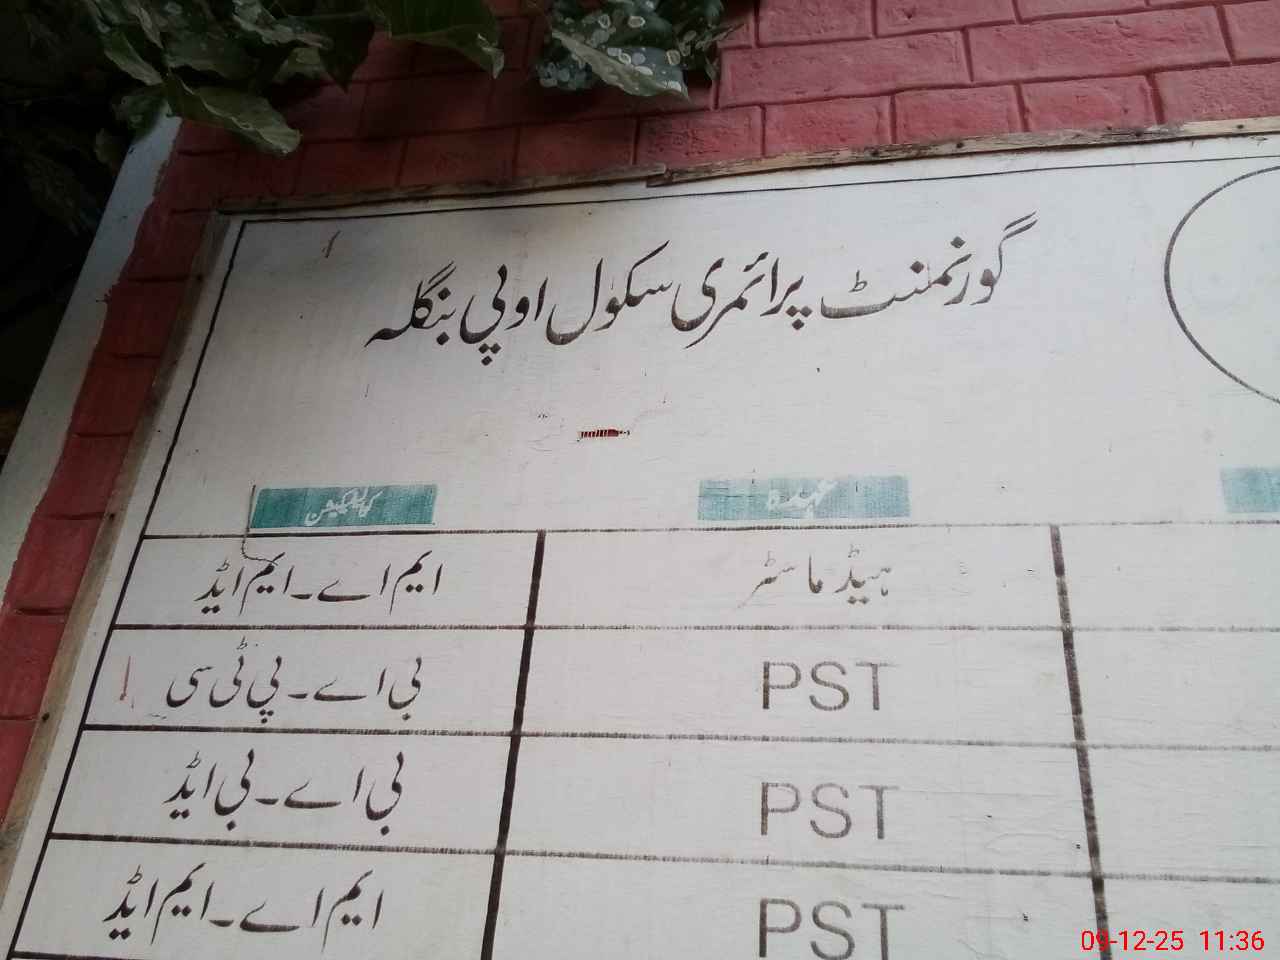 گورنمنٹ پرائمری سکول اوپی بنگلہ
عہدہ کوالیفیکیشن
ہیڈ ماسٹر ایم اے۔ایم ایڈ
PST بی اے۔پی ٹی سی
PST بی اے۔بی ایڈ
PST ایم اے۔ایم ایڈ
09-12-25 11:36